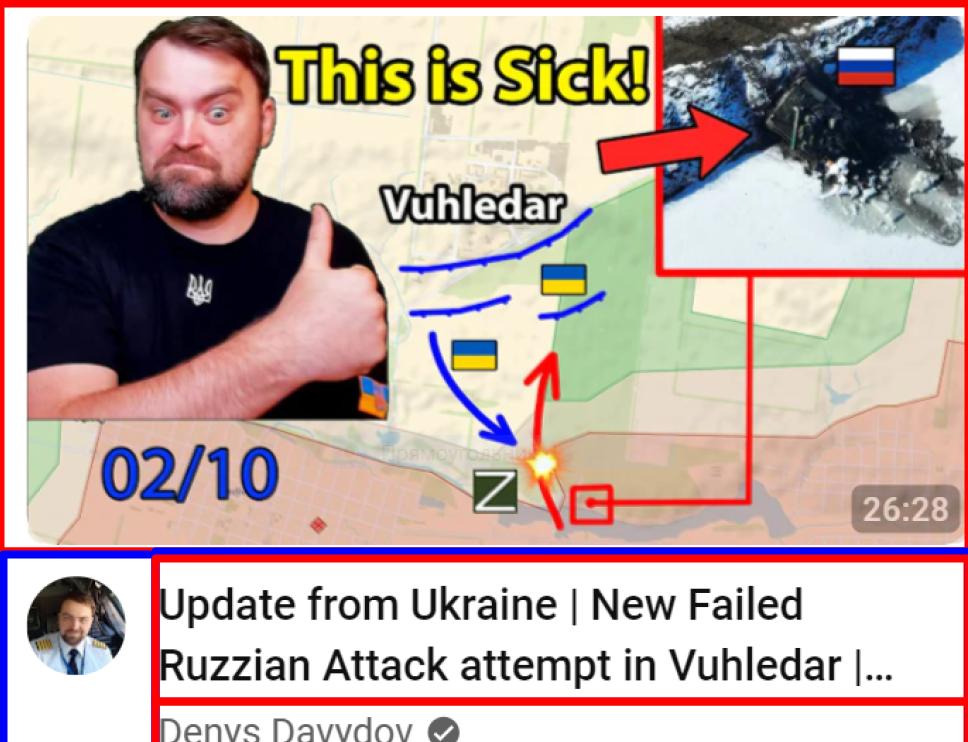 This is Sick!
Vuhledar
Прямоугольник
Z
02/10
26:28
Update from Ukraine | New Failed
Ruzzian Attack attempt in Vuhledar |...
Denys Davydov